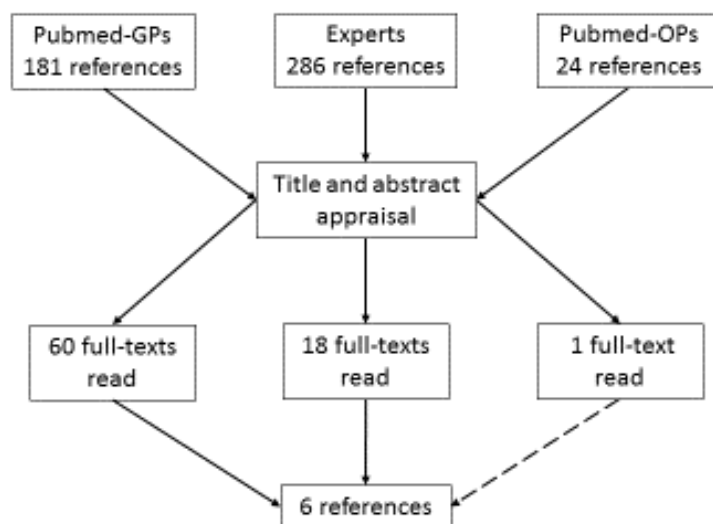 Pubmed-GPs
181 references
Experts
286 references
Pubmed-OPs
24 references
Title and abstract
appraisal
60 full-texts
read
18 full-texts
read
1 full-text
read
6 references